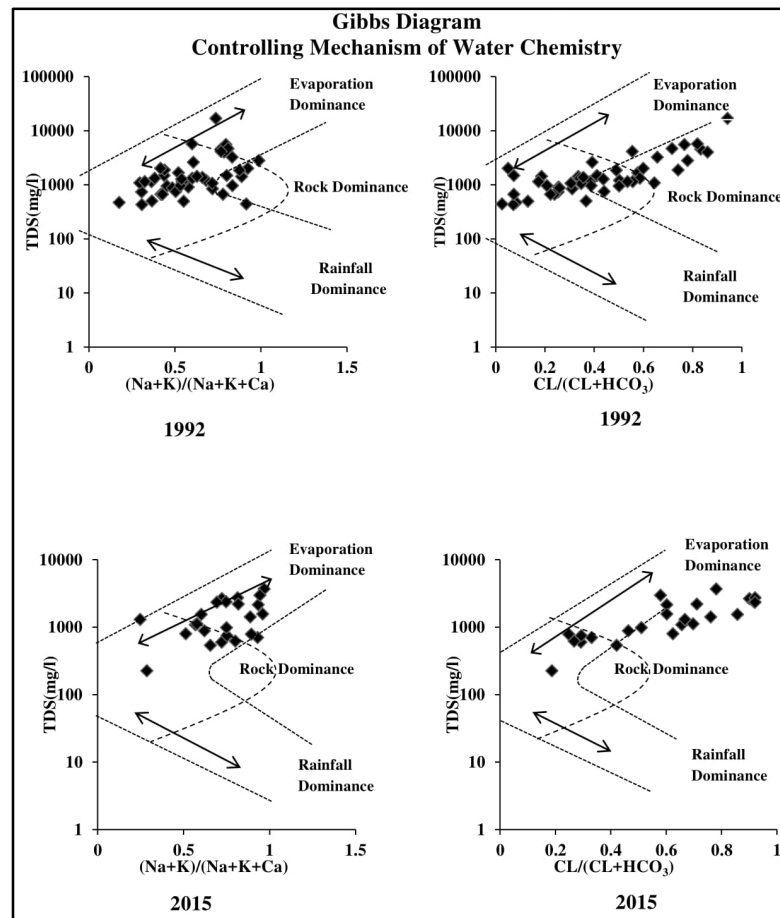 Gibbs Diagram
Controlling Mechanism of Water Chemistry
100000
10000
1000
100
10
1
TDS(mg/l)
Evaporation
Dominance
Rock Dominance
Rainfall
Dominance
0
0.5
1
1.5
(Na+K)/(Na+K+Ca)
1992
100000
10000
1000
100
10
1
TDS(mg/l)
Evaporation
Dominance
Rock Dominance
Rainfall
Dominance
0
0.2
0.4
0.6
0.8
1
CL/(CL+HCO₃)
1992
10000
1000
100
10
1
TDS(mg/l)
Evaporation
Dominance
Rock Dominance
Rainfall
Dominance
0
0.5
1
1.5
(Na+K)/(Na+K+Ca)
2015
10000
1000
100
10
1
TDS(mg/l)
Evaporation
Dominance
Rock Dominance
Rainfall
Dominance
0
0.2
0.4
0.6
0.8
1
CL/(CL+HCO₃)
2015